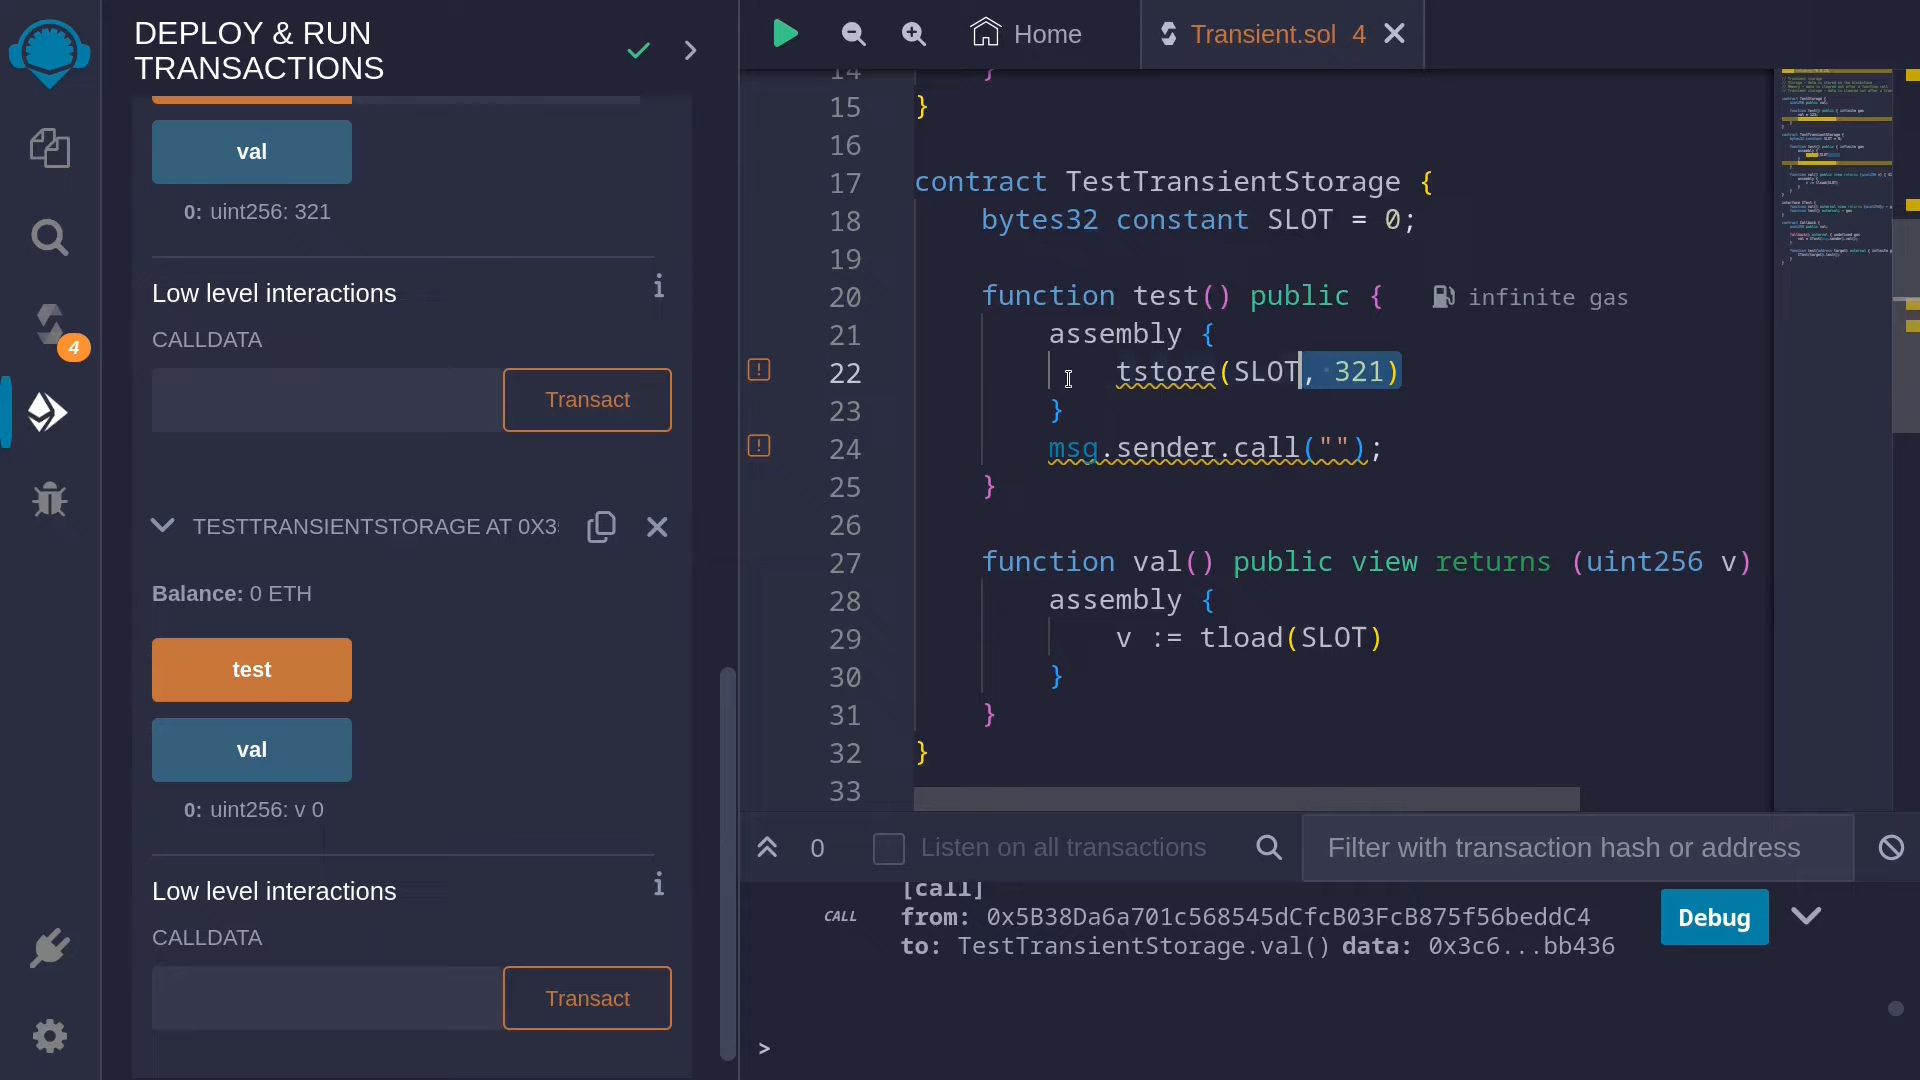 DEPLOY & RUN
TRANSACTIONS
val
0: uint256: 321
Low level interactions
i
CALLDATA
Transact
4
TESTTRANSIENTSTORAGE AT 0X3
Balance: 0 ETH
test
val
0: uint256: v 0
Low level interactions
i
CALLDATA
Transact
Home
Transient.sol 4
14 }
15 }
16
17 contract TestTransientStorage {
18 bytes32 constant SLOT = 0;
19
20 function test() public { infinite gas
21 assembly {
22 tstore(SLOT, 321)
23 }
24 msg.sender.call("");
25 }
26
27 function val() public view returns (uint256 v)
28 assembly {
29 v := tload(SLOT)
30 }
31 }
32 }
33
0 Listen on all transactions Filter with transaction hash or address
[call]
CALL from: 0x5B38Da6a701c568545dCfcB03FcB875f56beddC4
to: TestTransientStorage.val() data: 0x3c6...bb436
Debug
>